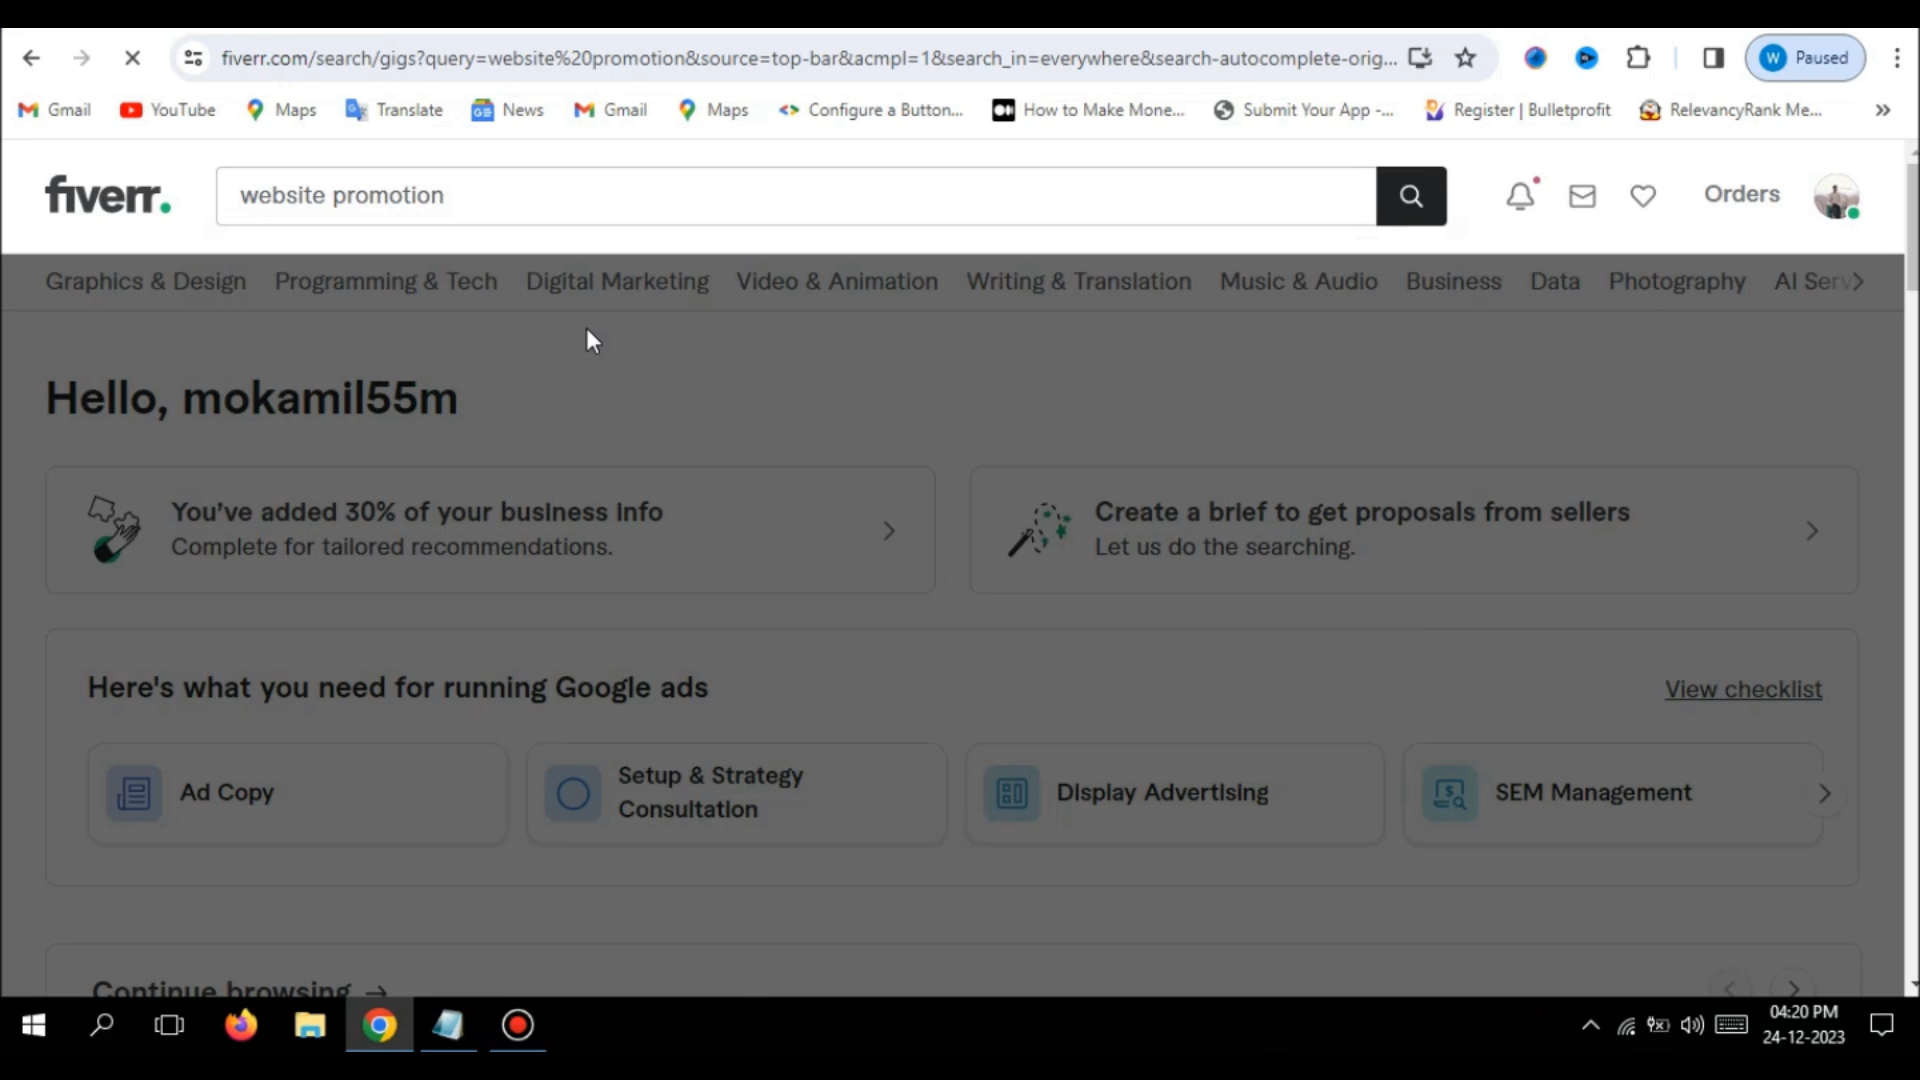 fiverr.com/search/gigs?query=website%20promotion&source=top-bar&acmpl=1&search_in=everywhere&search-autocomplete-orig...
W Paused
Gmail YouTube Maps Translate News Gmail Maps Configure a Button... How to Make Mone... Submit Your App -... Register | Bulletprofit RelevancyRank Me... »
fiverr. website promotion Orders
Graphics & Design Programming & Tech Digital Marketing Video & Animation Writing & Translation Music & Audio Business Data Photography AI Serv
Hello, mokamil55m
You've added 30% of your business info
Complete for tailored recommendations.
Create a brief to get proposals from sellers
Let us do the searching.
Here's what you need for running Google ads View checklist
Ad Copy
Setup & Strategy
Consultation
Display Advertising
SEM Management
Continue browsing →
04:20 PM
24-12-2023